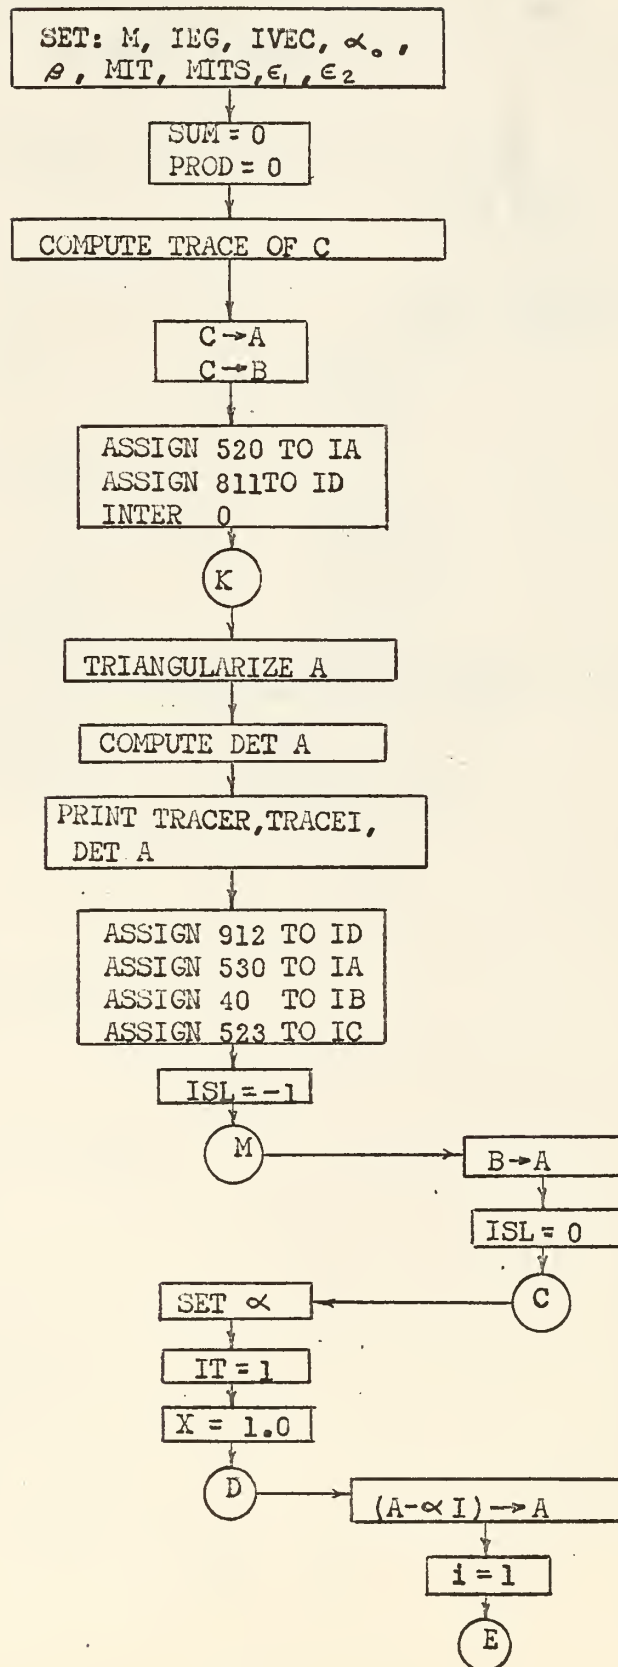 SET: M, IEG, IVEC, α₀,
β, MIT, MITS, ϵ₁, ϵ₂
SUM = 0
PROD = 0
COMPUTE TRACE OF C
C → A
C → B
ASSIGN 520 TO IA
ASSIGN 811TO ID
INTER 0
K
TRIANGULARIZE A
COMPUTE DET A
PRINT TRACER,TRACEI,
DET A
ASSIGN 912 TO ID
ASSIGN 530 TO IA
ASSIGN 40 TO IB
ASSIGN 523 TO IC
ISL = -1
M
B → A
ISL = 0
C
SET α
IT = 1
X = 1.0
D
(A-α I) → A
i = 1
E